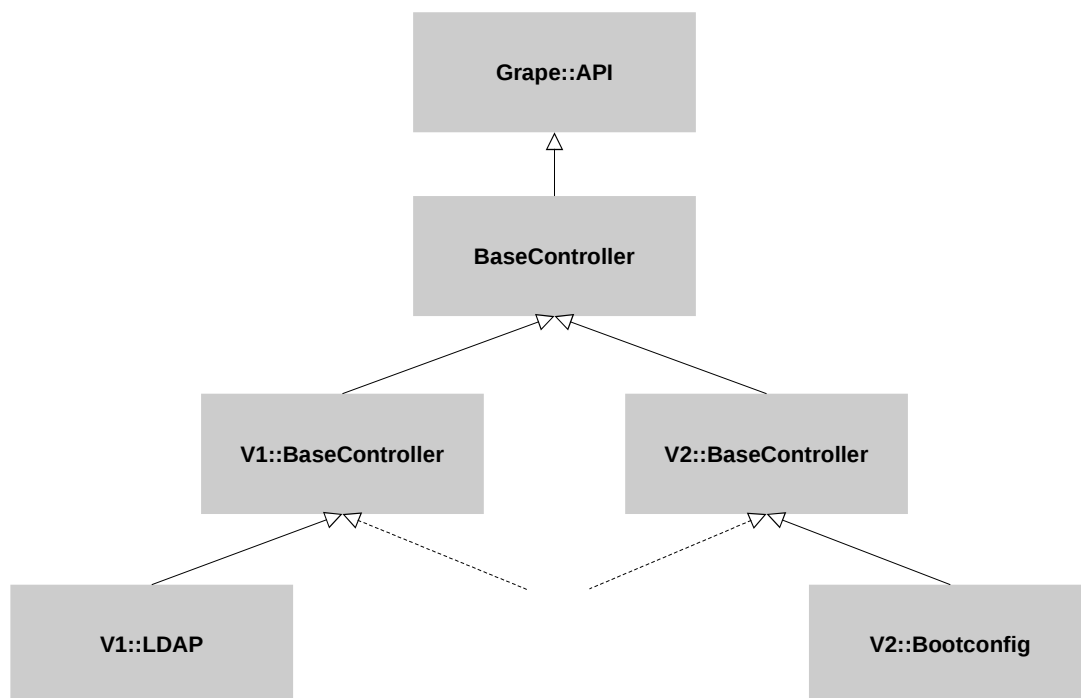 Grape::API
BaseController
V1::BaseController
V2::BaseController
V1::LDAP
V2::Bootconfig